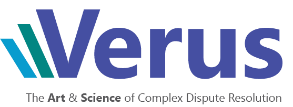 Verus
The Art & Science of Complex Dispute Resolution